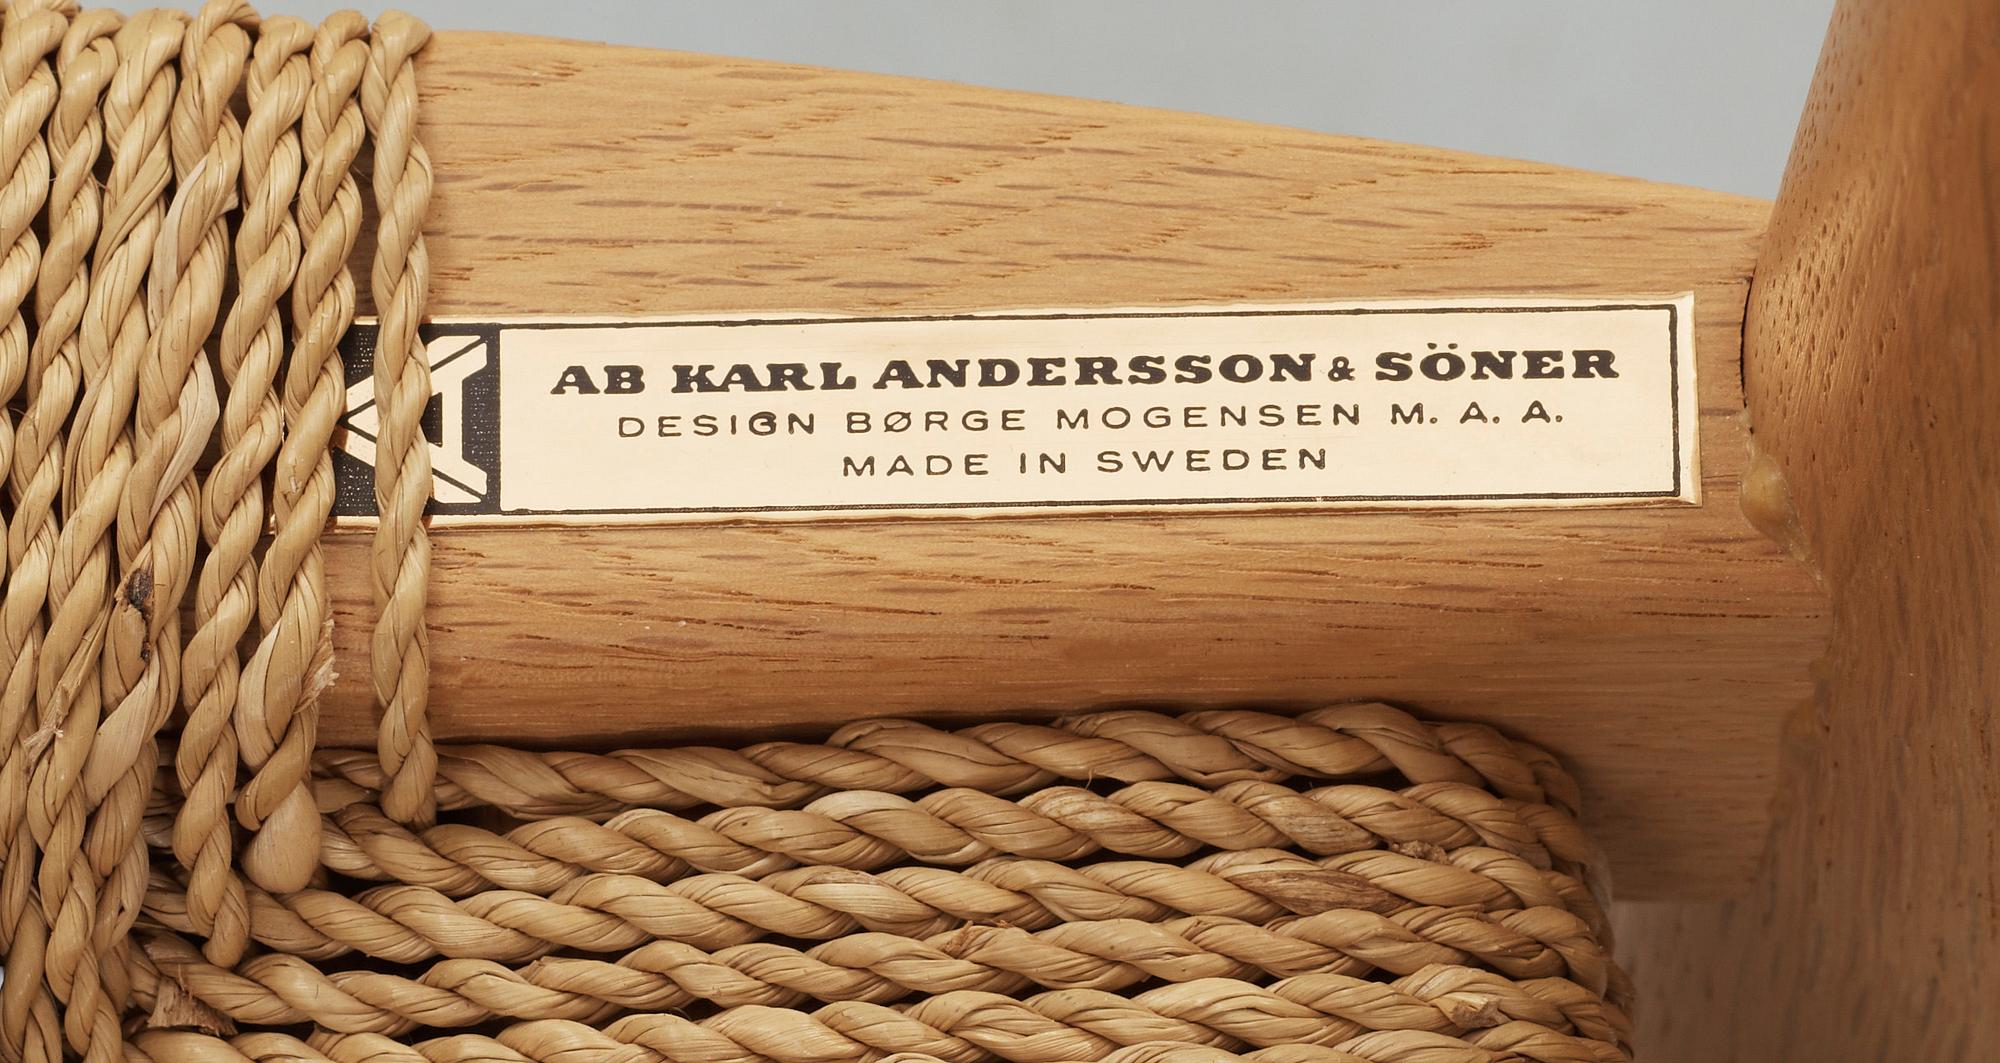 AB KARL ANDERSSON & SÖNER
DESIGN BØRGE MOGENSEN M. A. A.
MADE IN SWEDEN